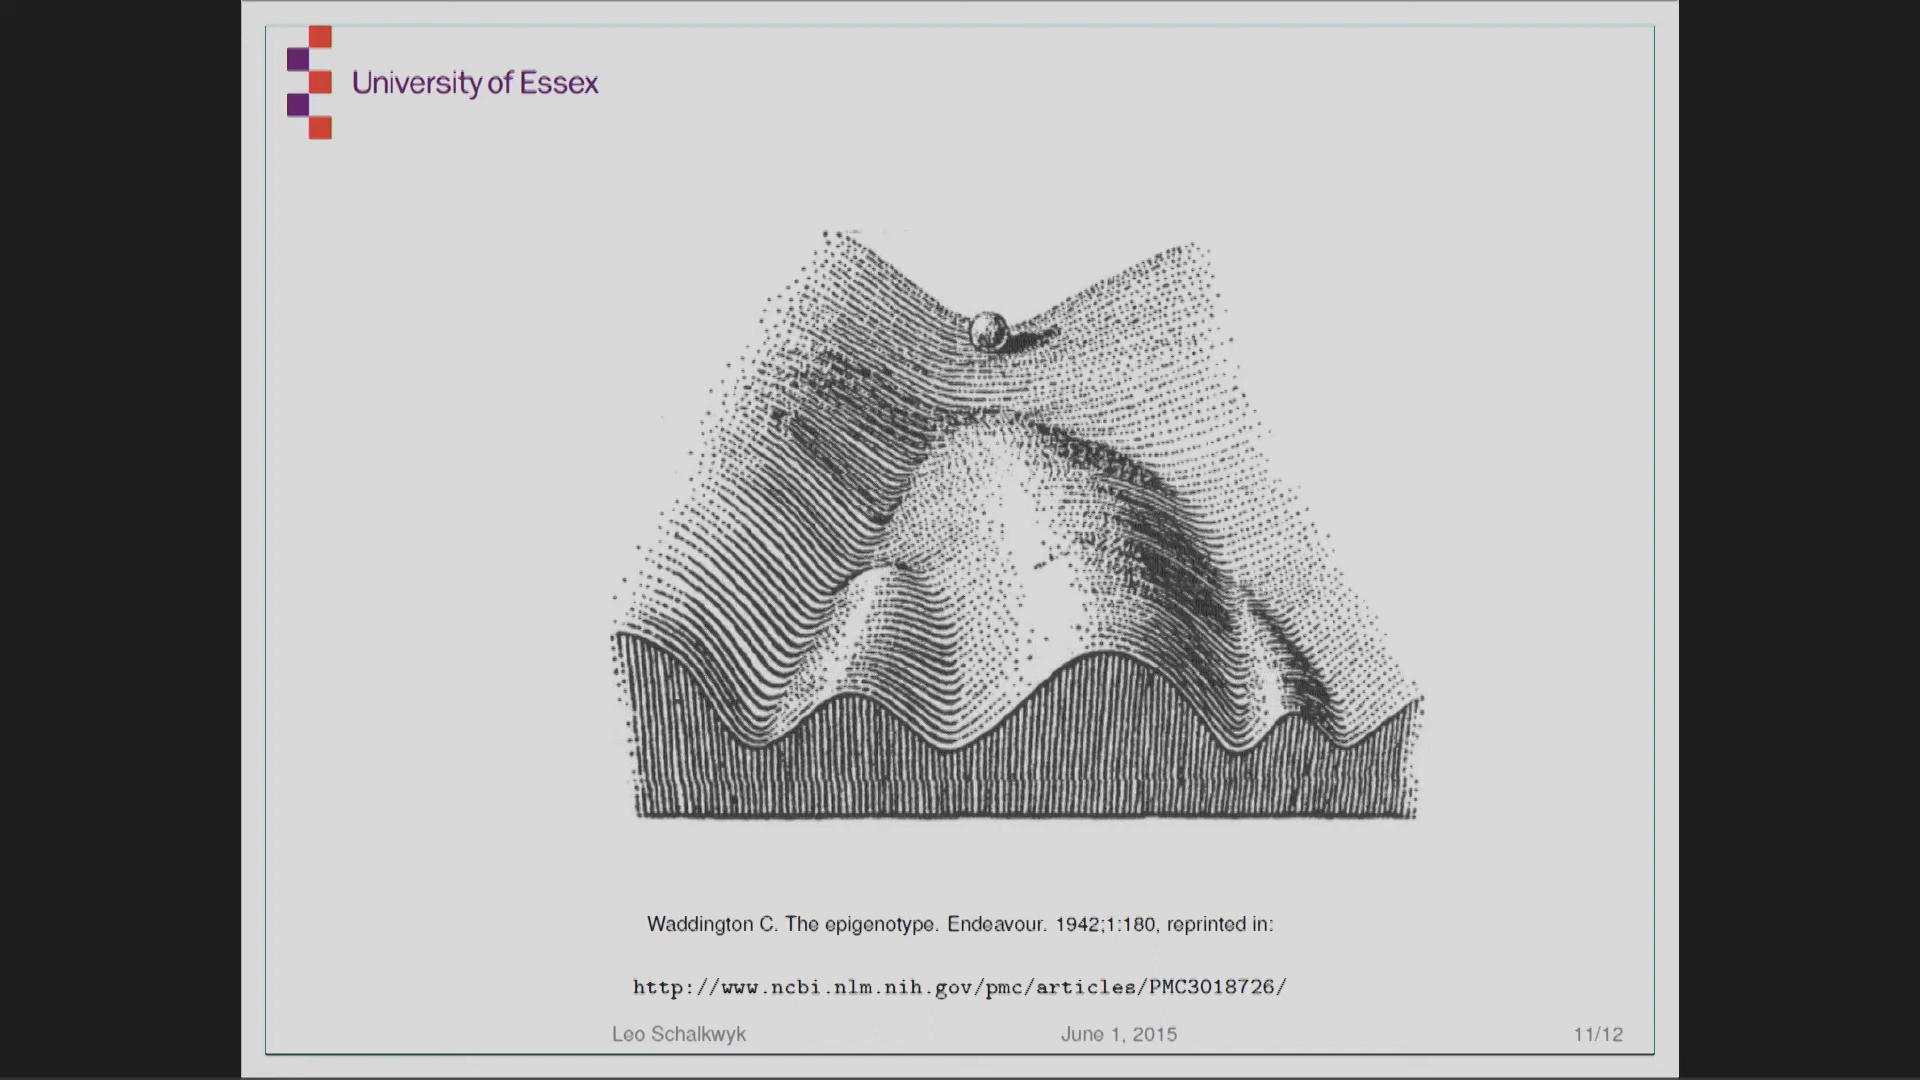 University of Essex
Waddington C. The epigenotype. Endeavour. 1942;1:180, reprinted in:
http://www.ncbi.nlm.nih.gov/pmc/articles/PMC3018726/
Leo Schalkwyk June 1, 2015 11/12